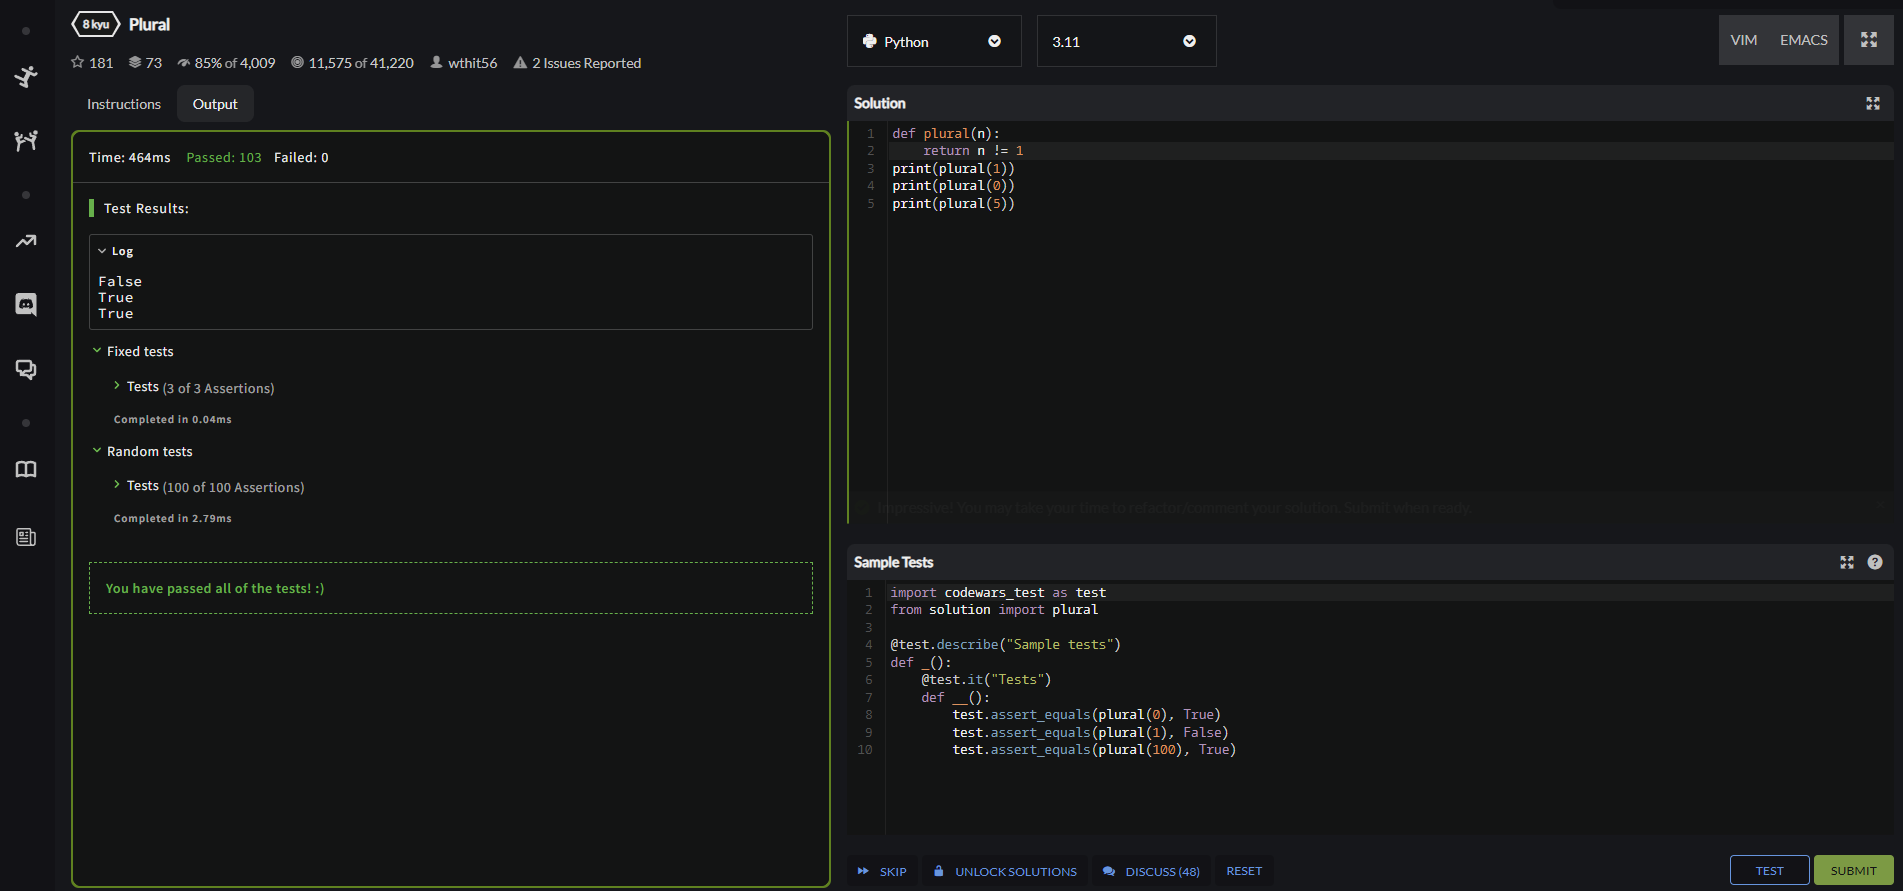 8 kyu Plural
181 73 85% of 4,009 11,575 of 41,220 wthit56 2 Issues Reported
Instructions Output
Time: 464ms Passed: 103 Failed: 0
Test Results:
Log
False
True
True
Fixed tests
Tests (3 of 3 Assertions)
Completed in 0.04ms
Random tests
Tests (100 of 100 Assertions)
Completed in 2.79ms
You have passed all of the tests! :)
Python 3.11 VIM EMACS
Solution
1 def plural(n):
2     return n != 1
3 print(plural(1))
4 print(plural(0))
5 print(plural(5))
Impressive! You may take your time to refactor/comment your solution. Submit when ready.
Sample Tests
1 import codewars_test as test
2 from solution import plural
3
4 @test.describe("Sample tests")
5 def _():
6     @test.it("Tests")
7     def __():
8         test.assert_equals(plural(0), True)
9         test.assert_equals(plural(1), False)
10         test.assert_equals(plural(100), True)
SKIP UNLOCK SOLUTIONS DISCUSS (48) RESET TEST SUBMIT